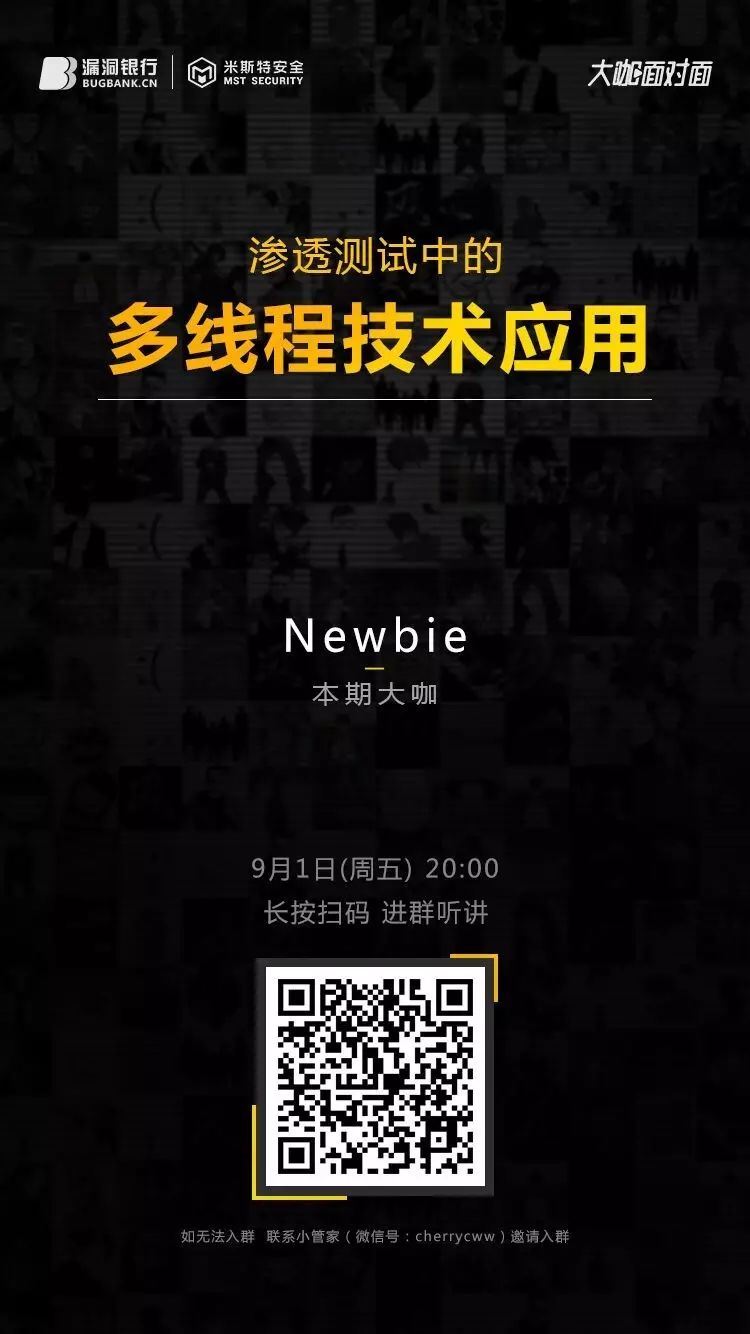 漏洞银行
BUGBANK.CN
米斯特安全
MST SECURITY
大咖面对面
渗透测试中的
多线程技术应用
Newbie
本期大咖
9月1日(周五) 20:00
长按扫码 进群听讲
如无法入群 联系小管家（微信号：cherrycww）邀请入群